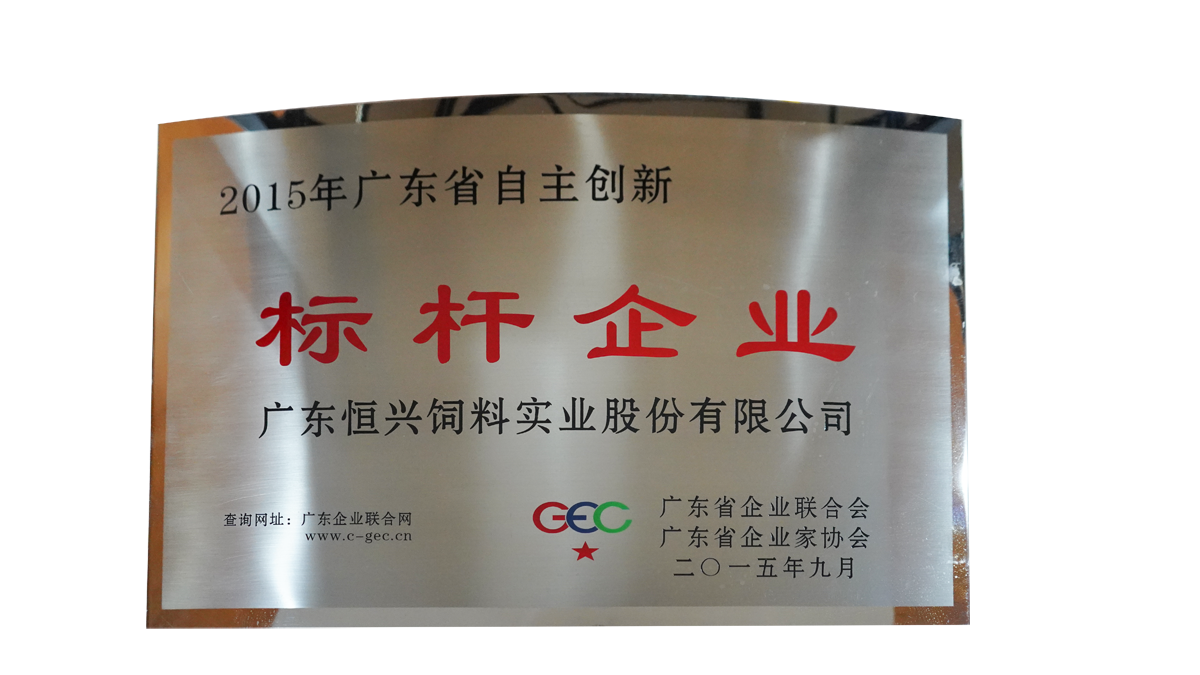 2015年广东省自主创新
标杆企业
广东恒兴饲料实业股份有限公司
查询网址：广东企业联合网
www.c-gec.cn
GEC
广东省企业联合会
广东省企业家协会
二〇一五年九月